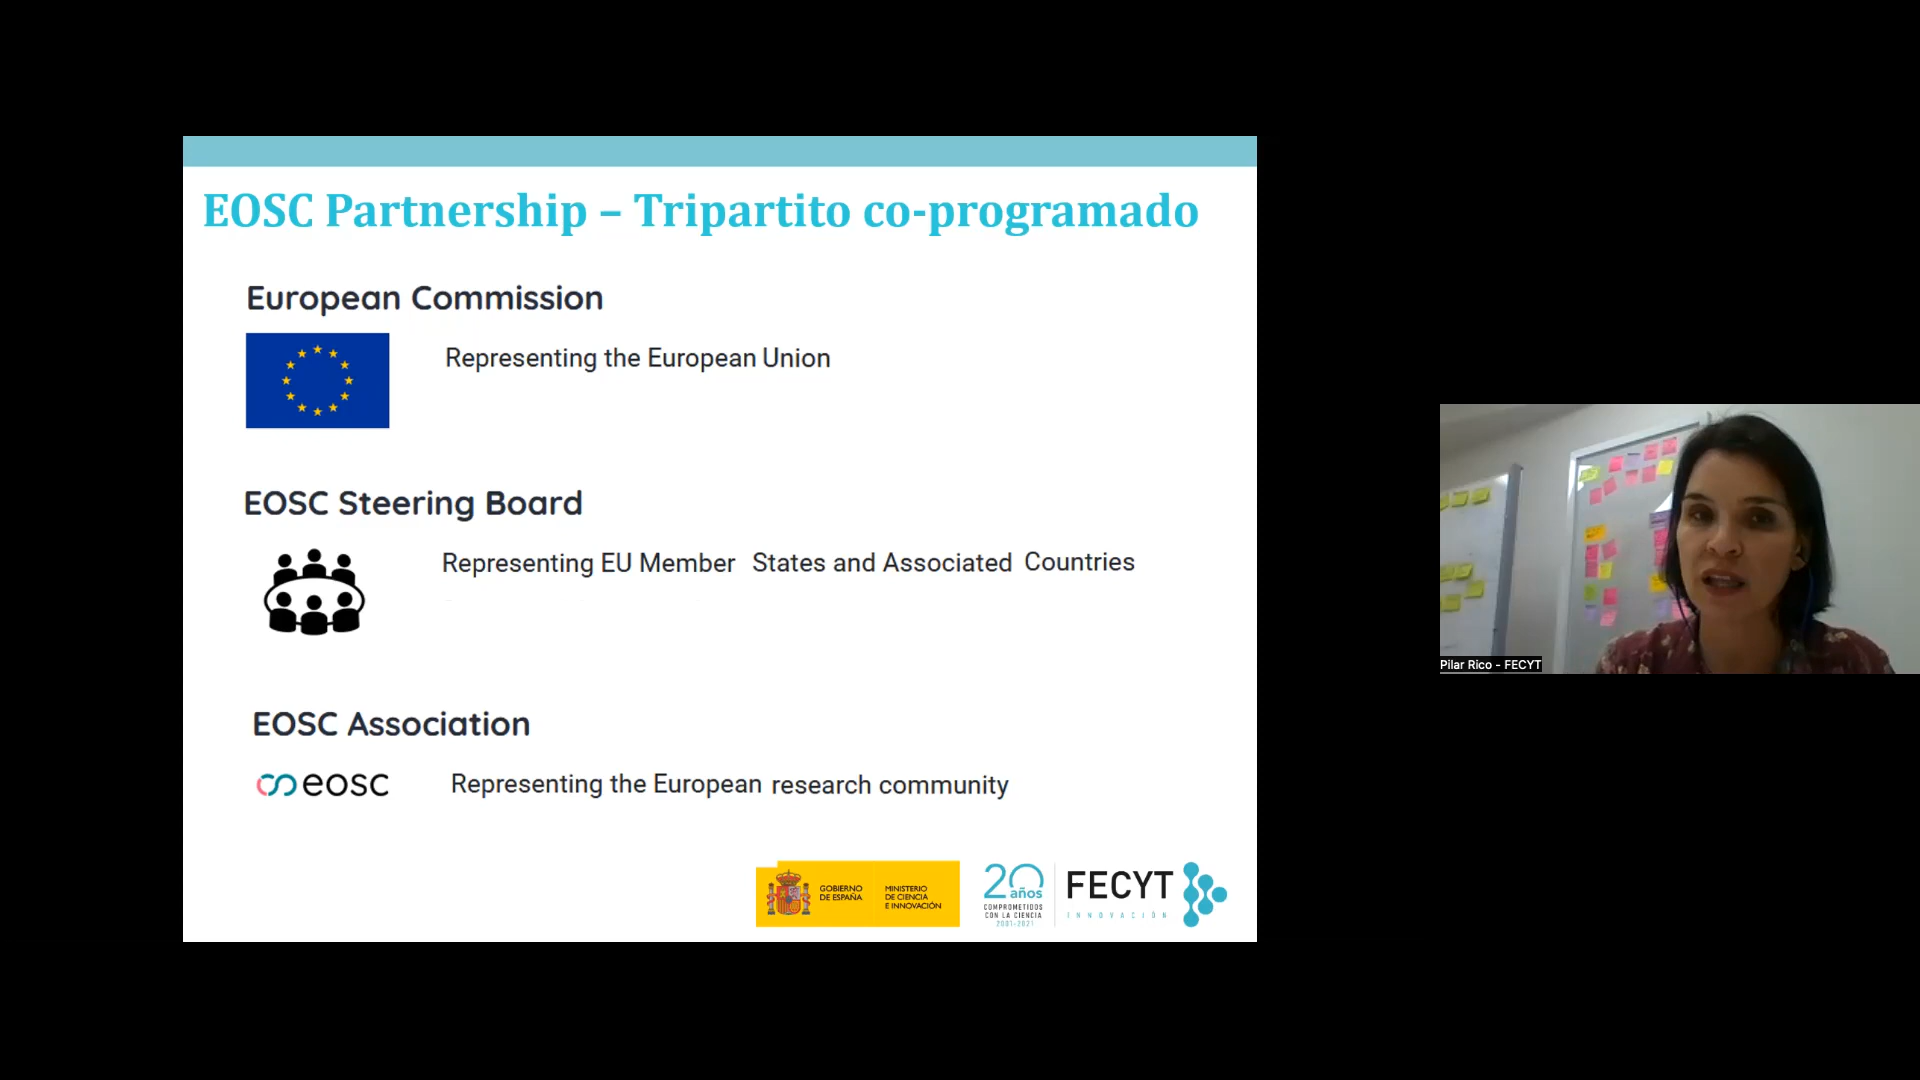 EOSC Partnership – Tripartito co-programado
European Commission
Representing the European Union
EOSC Steering Board
Representing EU Member States and Associated Countries
EOSC Association
eosc
Representing the European research community
GOBIERNO
DE ESPAÑA
MINISTERIO
DE CIENCIA
E INNOVACIÓN
20
años
COMPROMETIDOS
CON LA CIENCIA
2001-2021
FECYT
INNOVACIÓN
Pilar Rico - FECYT